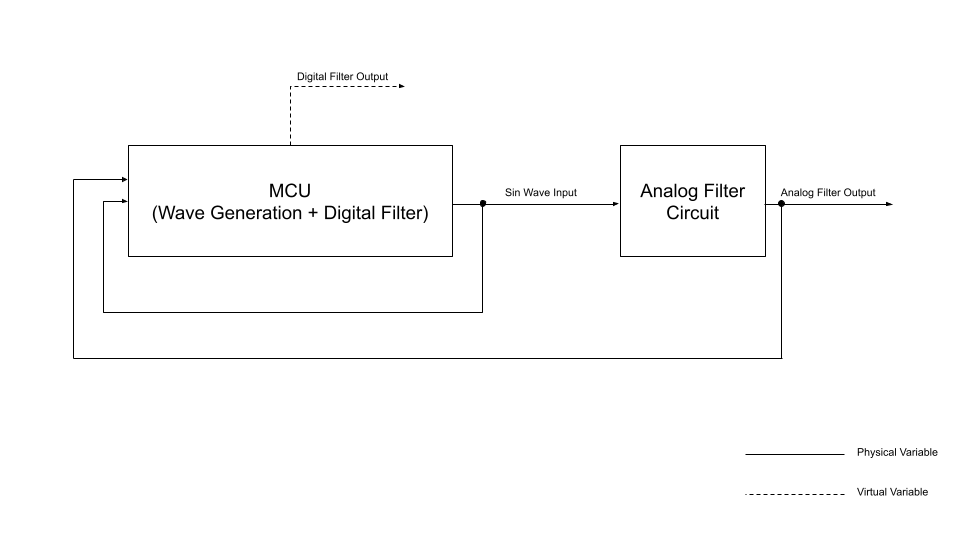 Digital Filter Output
MCU
(Wave Generation + Digital Filter)
Sin Wave Input
Analog Filter
Circuit
Analog Filter Output
Physical Variable
Virtual Variable